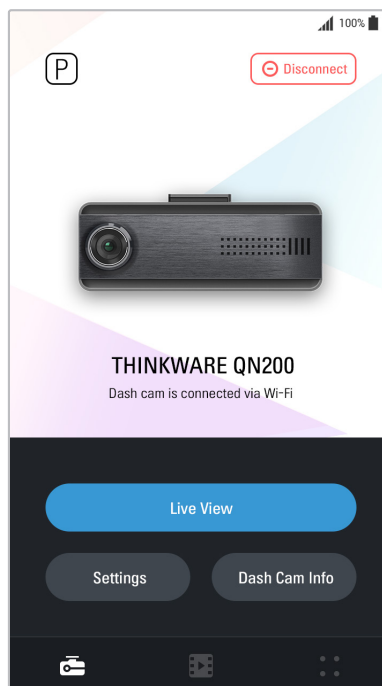 100%
P
Disconnect
THINKWARE QN200
Dash cam is connected via Wi-Fi
Live View
Settings
Dash Cam Info